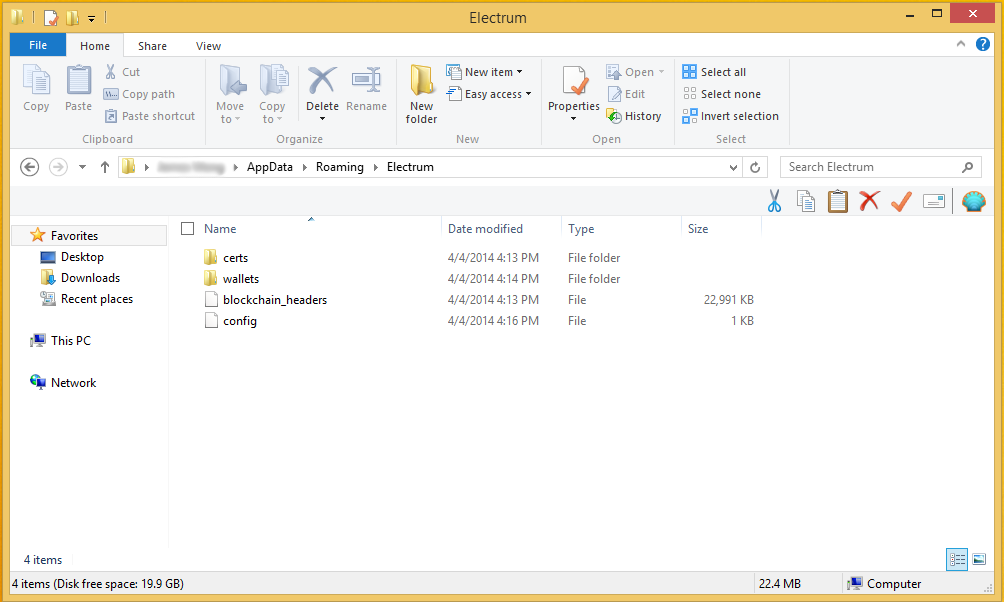 Electrum
File Home Share View
Copy Paste Cut Copy path Paste shortcut
Move to Copy to Delete Rename
New folder New item Easy access
Properties Open Edit History
Select all Select none Invert selection
Clipboard Organize New Open Select
AppData Roaming Electrum Search Electrum
Favorites
Desktop
Downloads
Recent places
This PC
Network
Name Date modified Type Size
certs 4/4/2014 4:13 PM File folder
wallets 4/4/2014 4:14 PM File folder
blockchain_headers 4/4/2014 4:13 PM File 22,991 KB
config 4/4/2014 4:16 PM File 1 KB
4 items
4 items (Disk free space: 19.9 GB) 22.4 MB Computer